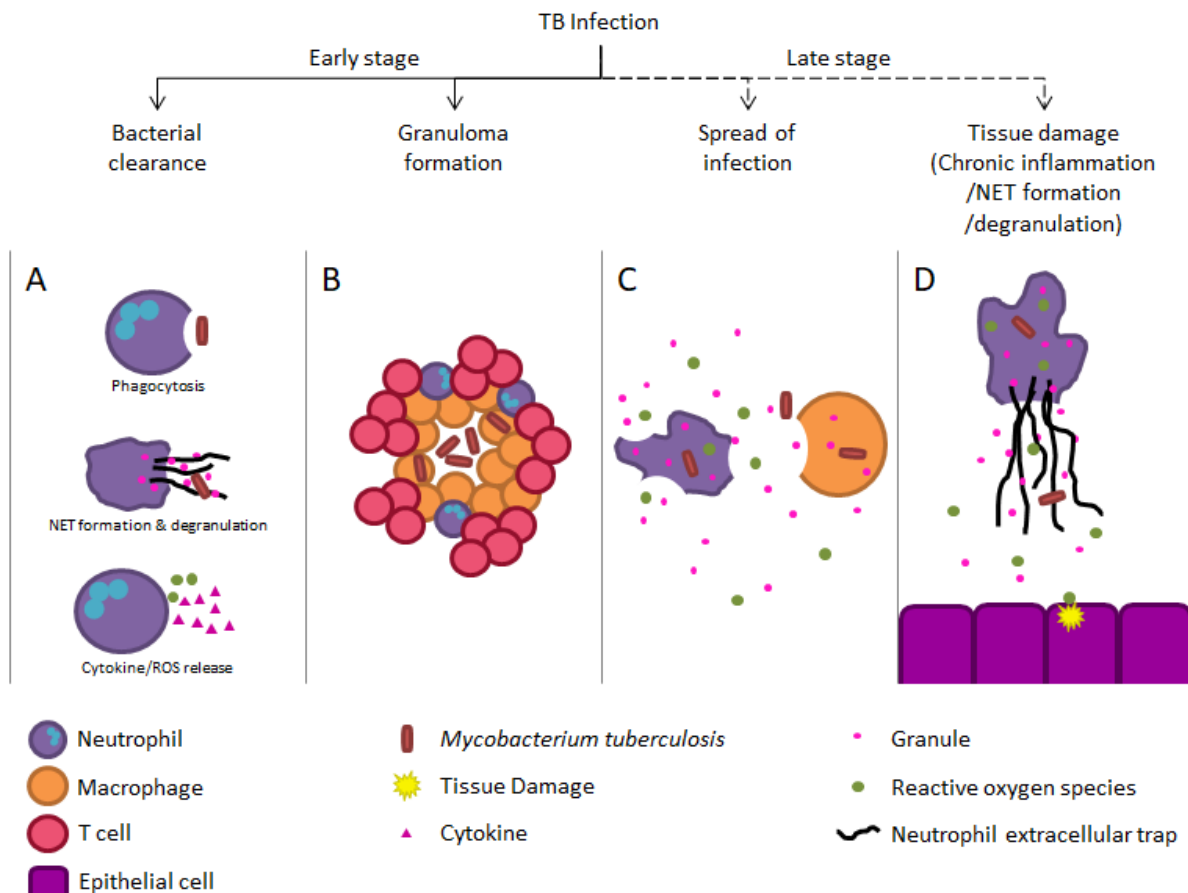 TB Infection
Early stage
Late stage
Bacterial
clearance
Granuloma
formation
Spread of
infection
Tissue damage
(Chronic inflammation
/NET formation
/degranulation)
A
Phagocytosis
NET formation & degranulation
Cytokine/ROS release
B
C
D
Neutrophil
Macrophage
T cell
Epithelial cell
Mycobacterium tuberculosis
Tissue Damage
Cytokine
Granule
Reactive oxygen species
Neutrophil extracellular trap